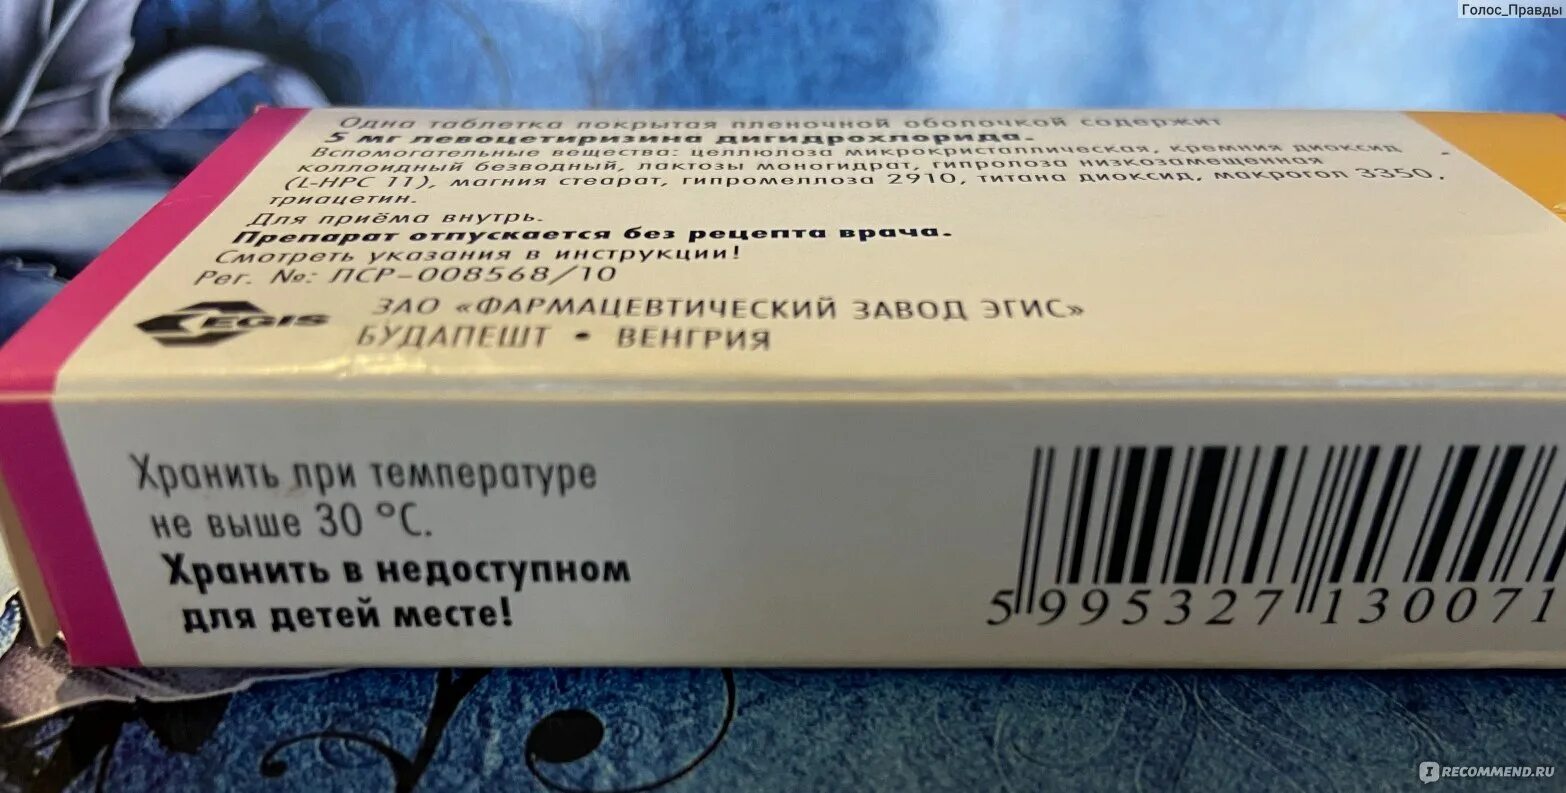 Голос_Правды
Одна таблетка покрытая пленочной оболочкой содержит
5 мг левоцетиризина дигидрохлорида.
Вспомогательные вещества: целлюлоза микрокристаллическая, кремния диоксид
коллоидный безводный, лактозы моногидрат, гипролоза низкозамещенная
(L-HPC 11), магния стеарат, гипромеллоза 2910, титана диоксид, макрогол 3350,
триацетин.
Для приёма внутрь.
Препарат отпускается без рецепта врача.
Смотреть указания в инструкции!
Рег. №: ЛСР-008568/10
EGIS
ЗАО «ФАРМАЦЕВТИЧЕСКИЙ ЗАВОД ЭГИС»
БУДАПЕШТ • ВЕНГРИЯ
Хранить при температуре
не выше 30 °C.
Хранить в недоступном
для детей месте!
5 995327 130071
IRECOMMEND.RU